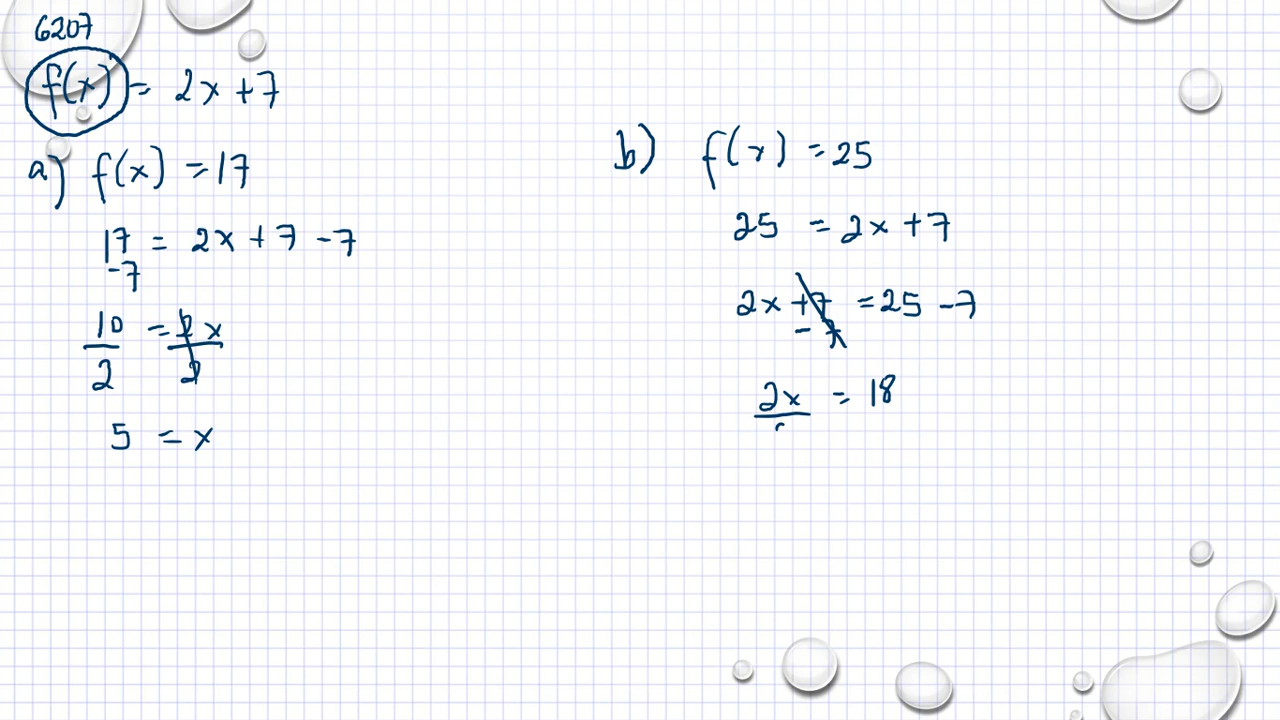 6207
f(x) = 2x + 7
a) f(x) = 17
17 = 2x + 7 - 7
-7
10 = 2x
2 2
5 = x
b) f(x) = 25
25 = 2x + 7
2x + 7 = 25 - 7
- 7
2x = 18